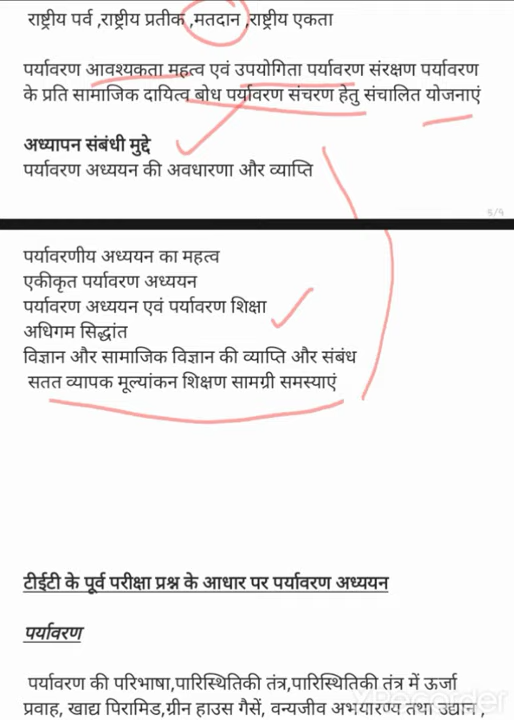 राष्ट्रीय पर्व ,राष्ट्रीय प्रतीक ,मतदान ,राष्ट्रीय एकता
पर्यावरण आवश्यकता महत्व एवं उपयोगिता पर्यावरण संरक्षण पर्यावरण
के प्रति सामाजिक दायित्व बोध पर्यावरण संचरण हेतु संचालित योजनाएं
अध्यापन संबंधी मुद्दे
पर्यावरण अध्ययन की अवधारणा और व्याप्ति
5/9
पर्यावरणीय अध्ययन का महत्व
एकीकृत पर्यावरण अध्ययन
पर्यावरण अध्ययन एवं पर्यावरण शिक्षा
अधिगम सिद्धांत
विज्ञान और सामाजिक विज्ञान की व्याप्ति और संबंध
सतत व्यापक मूल्यांकन शिक्षण सामग्री समस्याएं
टीईटी के पूर्व परीक्षा प्रश्न के आधार पर पर्यावरण अध्ययन
पर्यावरण
पर्यावरण की परिभाषा,पारिस्थितिकी तंत्र,पारिस्थितिकी तंत्र में ऊर्जा
प्रवाह, खाद्य पिरामिड,ग्रीन हाउस गैसें, वन्यजीव अभयारण्य तथा उद्यान ,
XRecorder